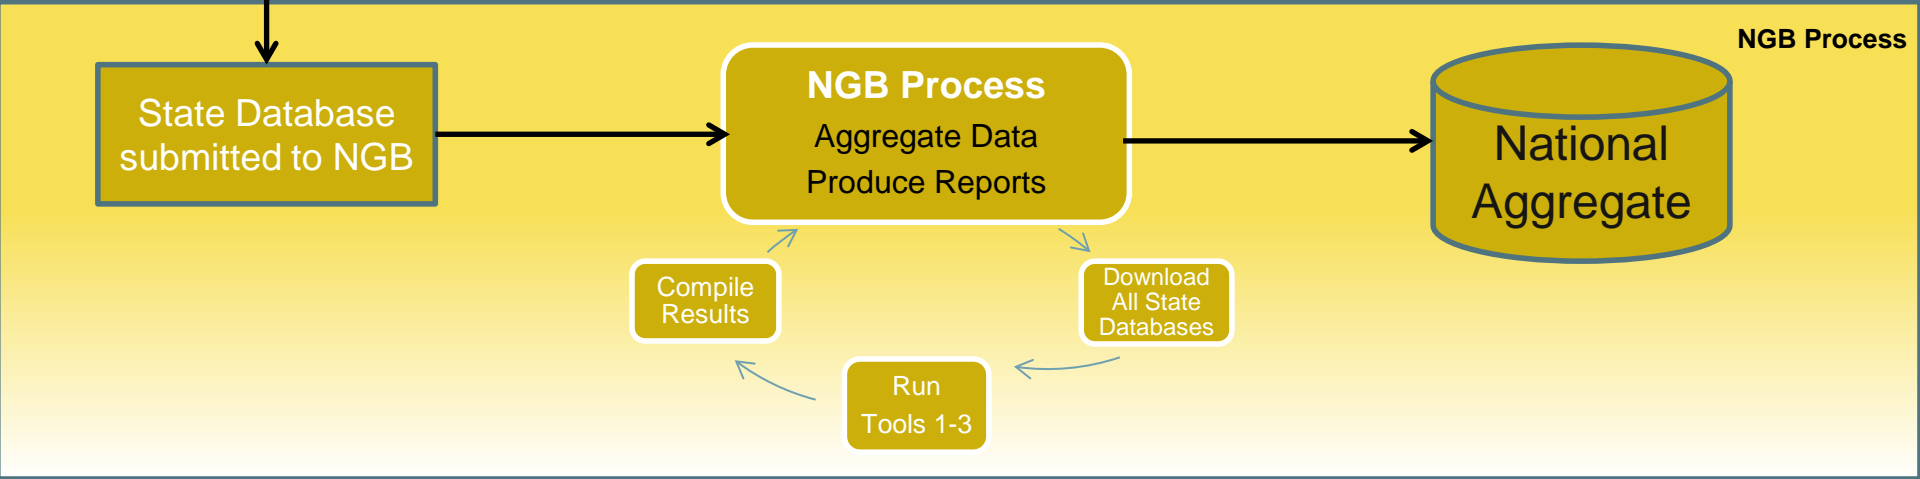 NGB Process
State Database
submitted to NGB
NGB Process
Aggregate Data
Produce Reports
National
Aggregate
Compile
Results
Download
All State
Databases
Run
Tools 1-3